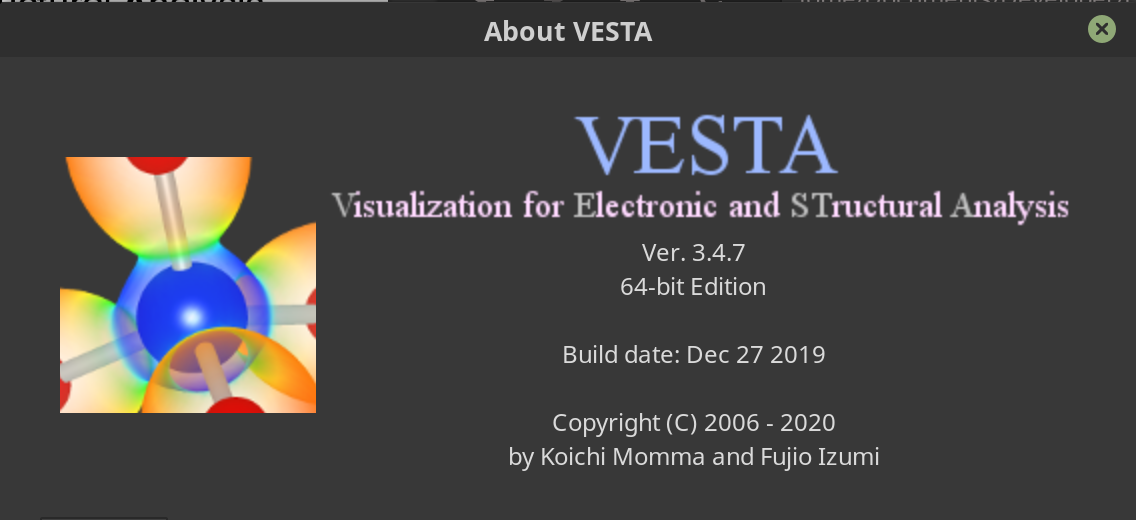 About VESTA
VESTA
Visualization for Electronic and STructural Analysis
Ver. 3.4.7
64-bit Edition
Build date: Dec 27 2019
Copyright (C) 2006 - 2020
by Koichi Momma and Fujio Izumi